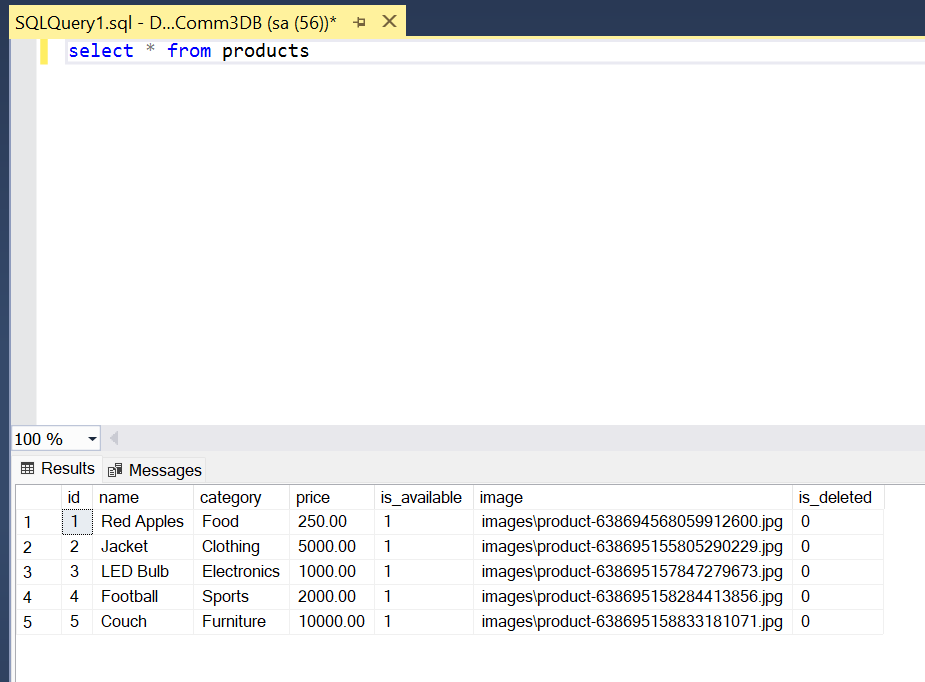 SQLQuery1.sql - D...Comm3DB (sa (56))*
select * from products
100 %
Results Messages
id name category price is_available image is_deleted
1 1 Red Apples Food 250.00 1 images\product-638694568059912600.jpg 0
2 2 Jacket Clothing 5000.00 1 images\product-638695155805290229.jpg 0
3 3 LED Bulb Electronics 1000.00 1 images\product-638695157847279673.jpg 0
4 4 Football Sports 2000.00 1 images\product-638695158284413856.jpg 0
5 5 Couch Furniture 10000.00 1 images\product-638695158833181071.jpg 0